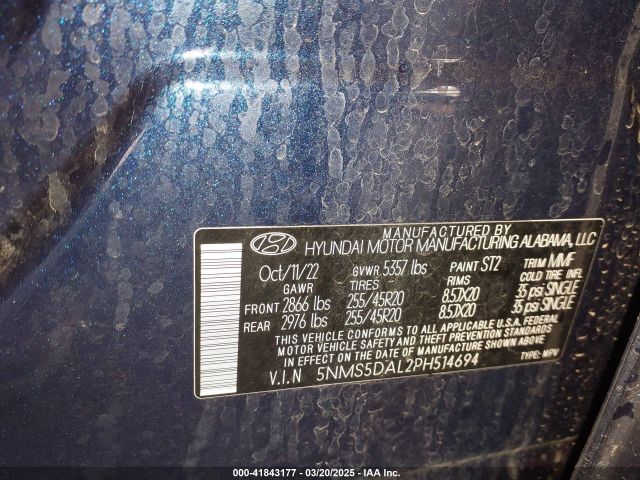 MANUFACTURED BY
HYUNDAI MOTOR MANUFACTURING ALABAMA, LLC
Oct/11/22 GVWR 5357 lbs PAINT ST2 TRIM MMF
GAWR TIRES RIMS COLD TIRE INFL
FRONT 2866 lbs 255/45R20 8.5JX20 35 psi SINGLE
REAR 2976 lbs 255/45R20 8.5JX20 35 psi SINGLE
THIS VEHICLE CONFORMS TO ALL APPLICABLE U.S.A. FEDERAL
MOTOR VEHICLE SAFETY AND THEFT PREVENTION STANDARDS
IN EFFECT ON THE DATE OF MANUFACTURE SHOWN ABOVE
V.I.N 5NMS5DAL2PH514694 TYPE: MPV
000-41843177 — 03/20/2025 — IAA Inc.